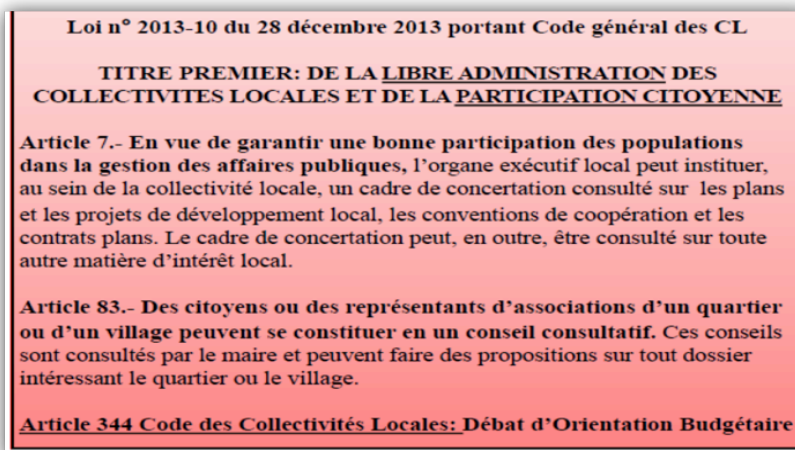 Loi n° 2013-10 du 28 décembre 2013 portant Code général des CL
TITRE PREMIER: DE LA LIBRE ADMINISTRATION DES
COLLECTIVITES LOCALES ET DE LA PARTICIPATION CITOYENNE
Article 7.- En vue de garantir une bonne participation des populations
dans la gestion des affaires publiques, l'organe exécutif local peut instituer,
au sein de la collectivité locale, un cadre de concertation consulté sur les plans
et les projets de développement local, les conventions de coopération et les
contrats plans. Le cadre de concertation peut, en outre, être consulté sur toute
autre matière d'intérêt local.
Article 83.- Des citoyens ou des représentants d'associations d'un quartier
ou d'un village peuvent se constituer en un conseil consultatif. Ces conseils
sont consultés par le maire et peuvent faire des propositions sur tout dossier
intéressant le quartier ou le village.
Article 344 Code des Collectivités Locales: Débat d'Orientation Budgétaire